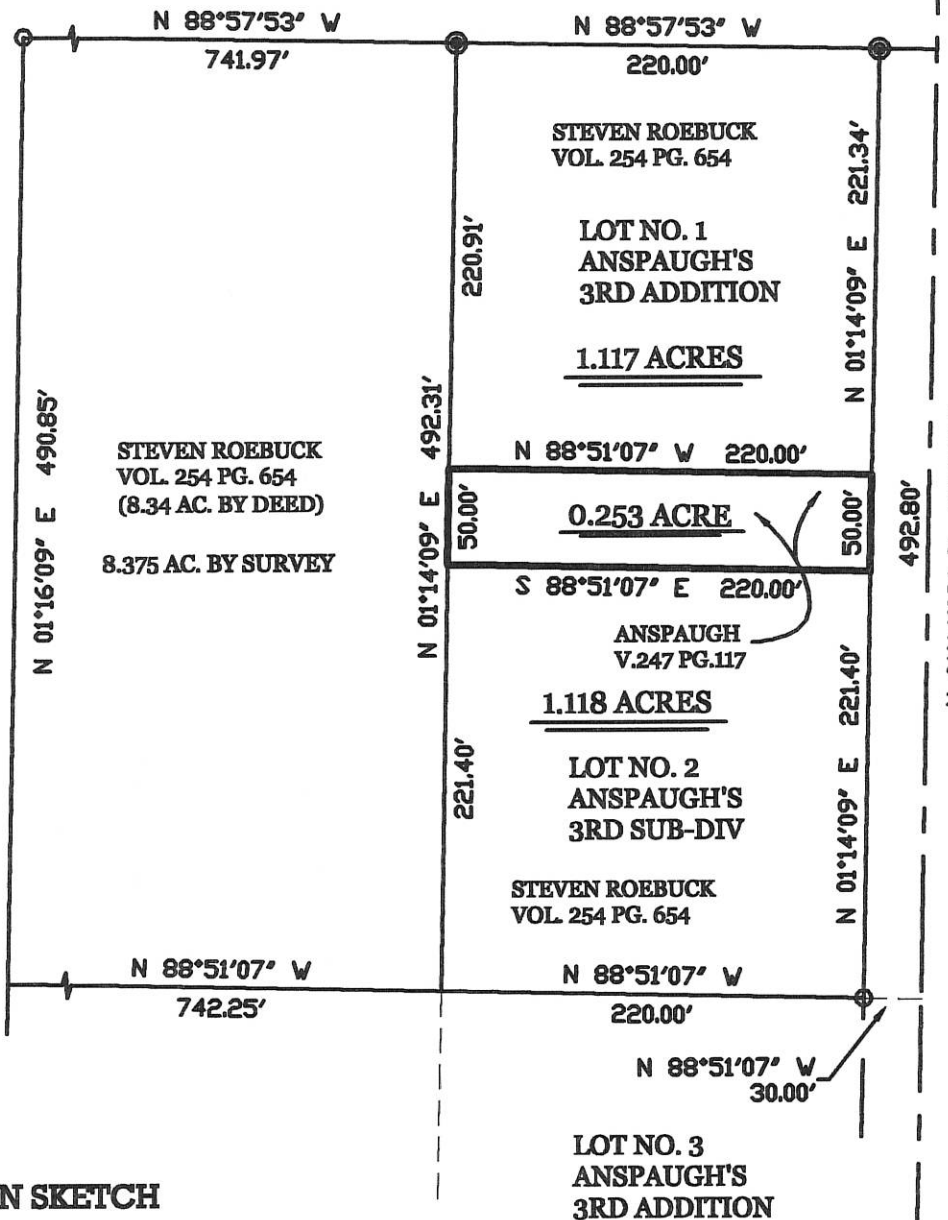 N 88°57'53" W
741.97'
N 88°57'53" W
220.00'
STEVEN ROEBUCK
VOL. 254 PG. 654
LOT NO. 1
ANSPAUGH'S
3RD ADDITION
1.117 ACRES
220.91'
N 01°14'09" E 221.34'
N 01°16'09" E 490.85'
STEVEN ROEBUCK
VOL. 254 PG. 654
(8.34 AC. BY DEED)
8.375 AC. BY SURVEY
N 01°14'09" E 492.31'
N 88°51'07" W 220.00'
50.00'
0.253 ACRE
50.00'
492.80'
S 88°51'07" E 220.00'
ANSPAUGH
V.247 PG.117
1.118 ACRES
221.40'
N 01°14'09" E 221.40'
LOT NO. 2
ANSPAUGH'S
3RD SUB-DIV
STEVEN ROEBUCK
VOL. 254 PG. 654
N 88°51'07" W
742.25'
N 88°51'07" W
220.00'
N 88°51'07" W
30.00'
LOT NO. 3
ANSPAUGH'S
3RD ADDITION
N SKETCH